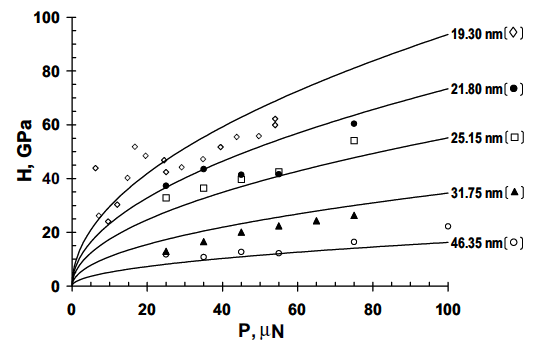 100
80
60
40
20
0
H, GPa
0 20 40 60 80 100
P, μN
19.30 nm(◇)
21.80 nm(●)
25.15 nm(□)
31.75 nm(▲)
46.35 nm(○)